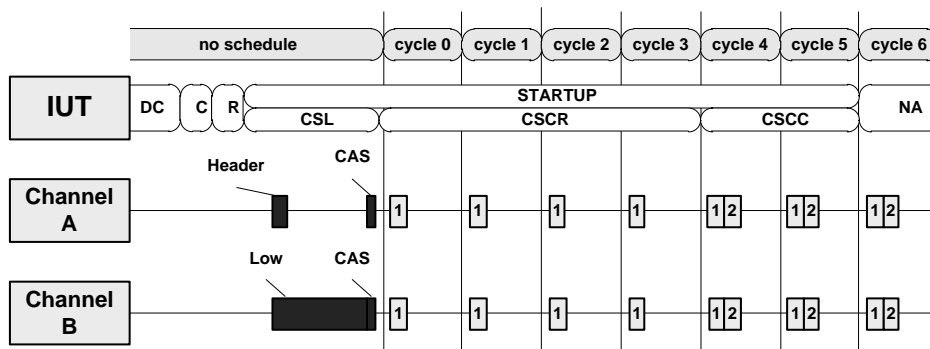 no schedule cycle 0 cycle 1 cycle 2 cycle 3 cycle 4 cycle 5 cycle 6
IUT
STARTUP
DC C R NA
CSL CSCR CSCC
Header CAS
Channel
A
1 1 1 1 1 2 1 2 1 2
Low CAS
Channel
B
1 1 1 1 1 2 1 2 1 2